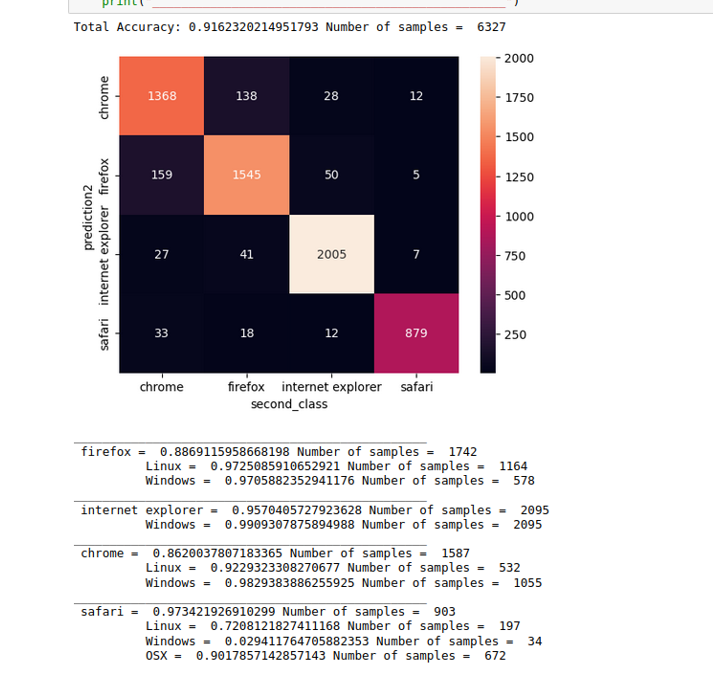 print("_______________________________________________")
Total Accuracy: 0.9162320214951793 Number of samples =  6327
2000
1750
1500
1250
1000
750
500
250
prediction2
chrome
1368 138 28 12
firefox
159 1545 50 5
internet explorer
27 41 2005 7
safari
33 18 12 879
chrome firefox internet explorer safari
second_class
_______________________________________________
firefox =  0.8869115958668198 Number of samples =  1742
Linux =  0.9725085910652921 Number of samples =  1164
Windows =  0.9705882352941176 Number of samples =  578
_______________________________________________
internet explorer =  0.9570405727923628 Number of samples =  2095
Windows =  0.9909307875894988 Number of samples =  2095
_______________________________________________
chrome =  0.8620037807183365 Number of samples =  1587
Linux =  0.9229323308270677 Number of samples =  532
Windows =  0.9829383886255925 Number of samples =  1055
_______________________________________________
safari =  0.973421926910299 Number of samples =  903
Linux =  0.7208121827411168 Number of samples =  197
Windows =  0.029411764705882353 Number of samples =  34
OSX =  0.9017857142857143 Number of samples =  672